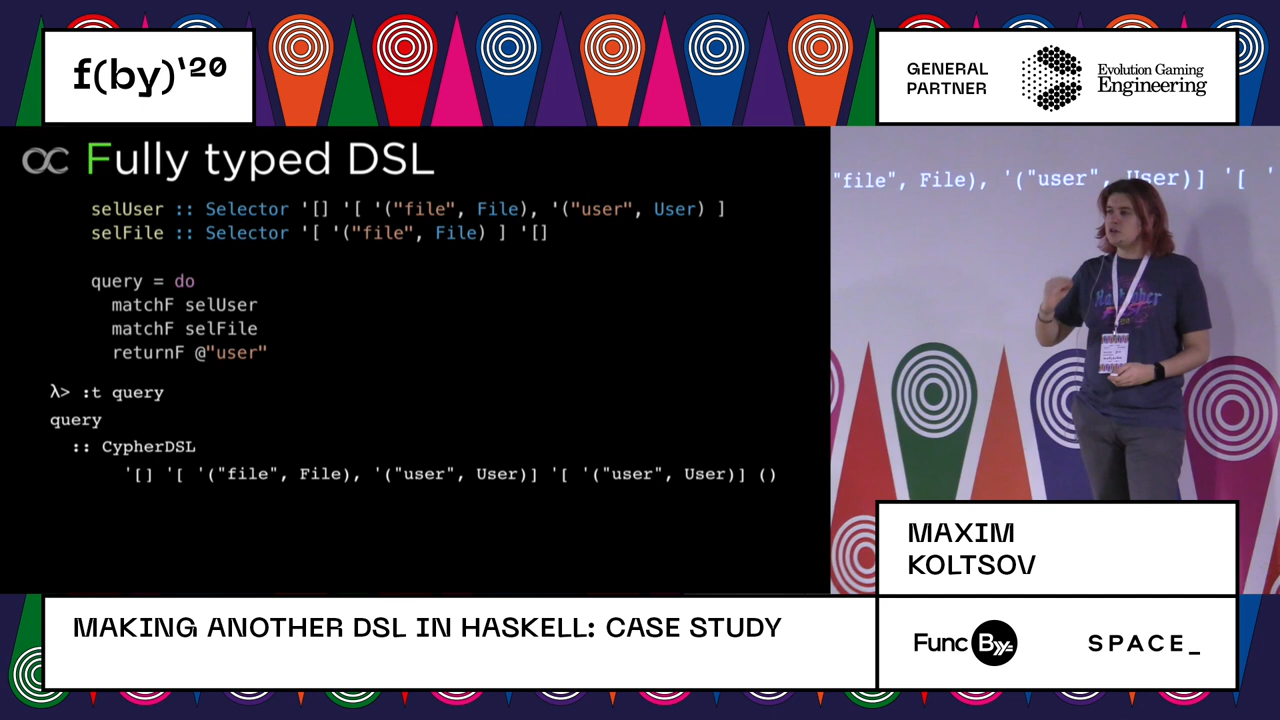 f(by)'20
GENERAL
PARTNER
Evolution Gaming
Engineering
Fully typed DSL
selUser :: Selector '[] '[ '("file", File), '("user", User) ]
selFile :: Selector '[ '("file", File) ] '[]
query = do
matchF selUser
matchF selFile
returnF @"user"
λ> :t query
query
:: CypherDSL
'[] '[ '("file", File), '("user", User)] '[ '("user", User)] ()
"file", File), '("user", User)] '[ '
MAXIM
KOLTSOV
MAKING ANOTHER DSL IN HASKELL: CASE STUDY
Func By
SPACE_